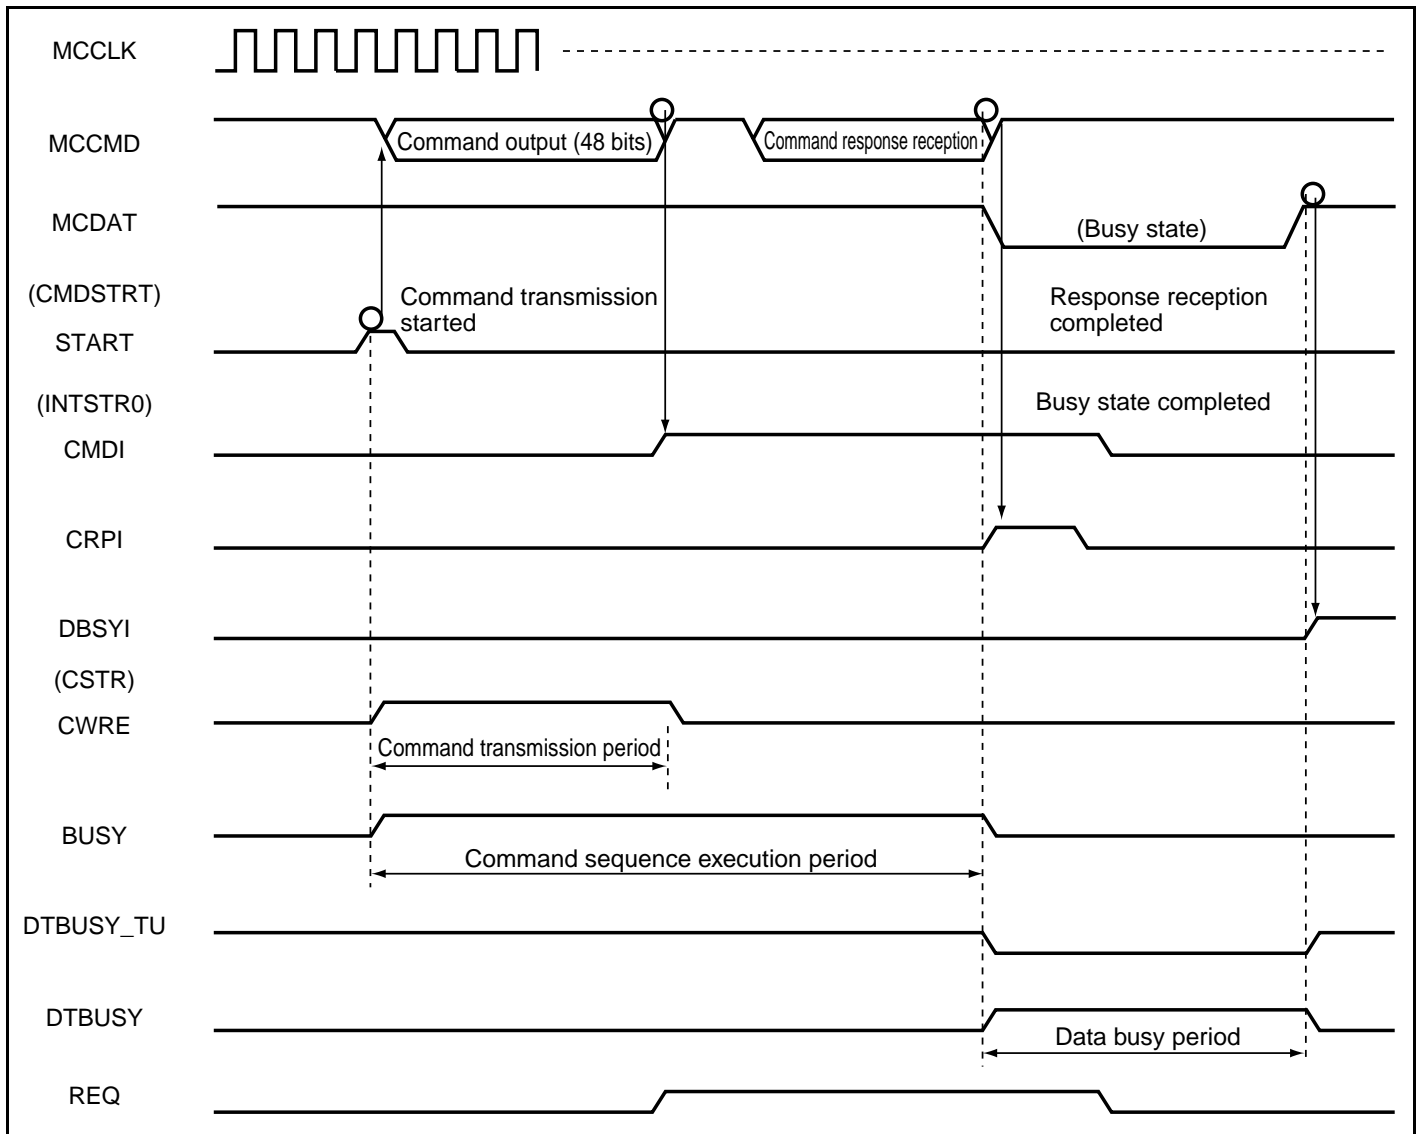 MCCLK
MCCMD
Command output (48 bits)
Command response reception
MCDAT
(Busy state)
(CMDSTRT)
START
Command transmission
started
Response reception
completed
(INTSTR0)
CMDI
Busy state completed
CRPI
DBSYI
(CSTR)
CWRE
Command transmission period
BUSY
Command sequence execution period
DTBUSY_TU
DTBUSY
Data busy period
REQ